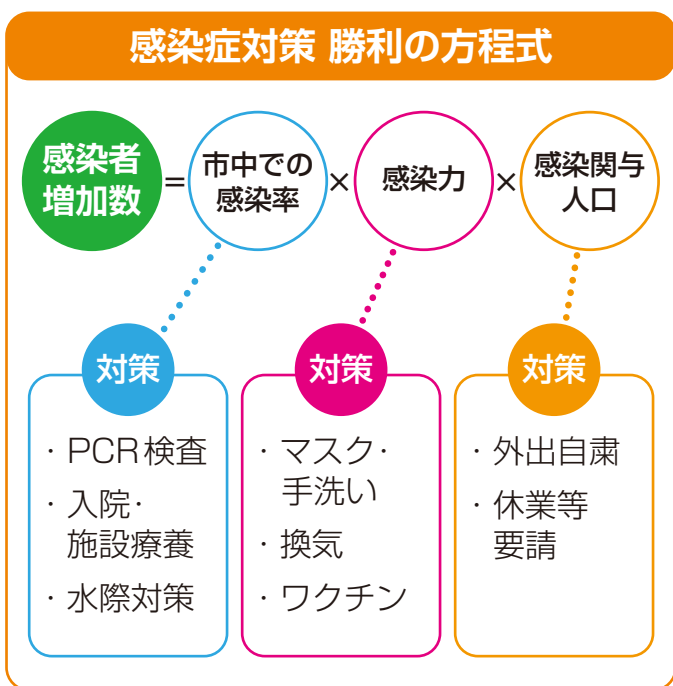 感染症対策 勝利の方程式
感染者
増加数
=
市中での
感染率
×
感染力
×
感染関与
人口
対策
・PCR検査
・入院・
施設療養
・水際対策
対策
・マスク・
手洗い
・換気
・ワクチン
対策
・外出自粛
・休業等
要請